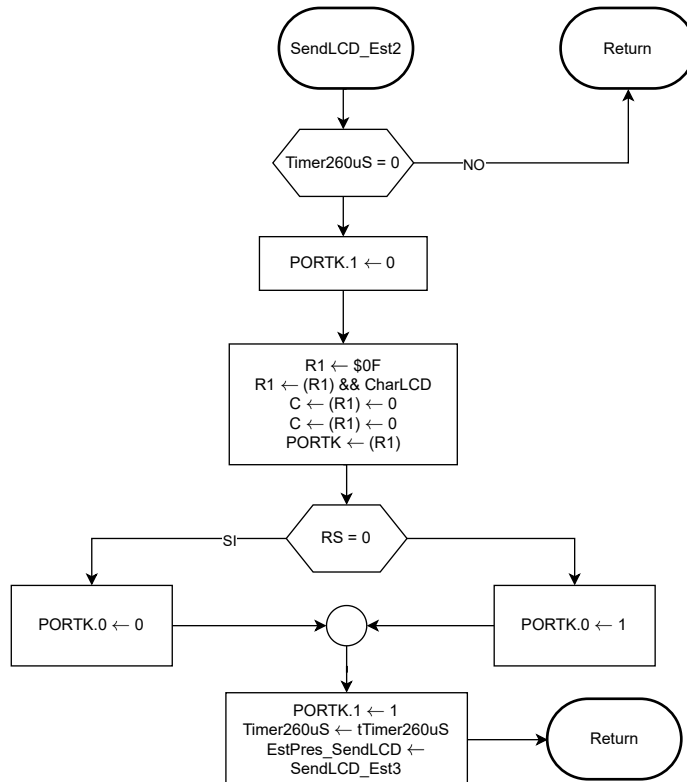 SendLCD_Est2
Return
Timer260uS = 0
NO
PORTK.1 ← 0
R1 ← $0F
R1 ← (R1) && CharLCD
C ← (R1) ← 0
C ← (R1) ← 0
PORTK ← (R1)
SI
RS = 0
PORTK.0 ← 0
PORTK.0 ← 1
PORTK.1 ← 1
Timer260uS ← tTimer260uS
EstPres_SendLCD ←
SendLCD_Est3
Return